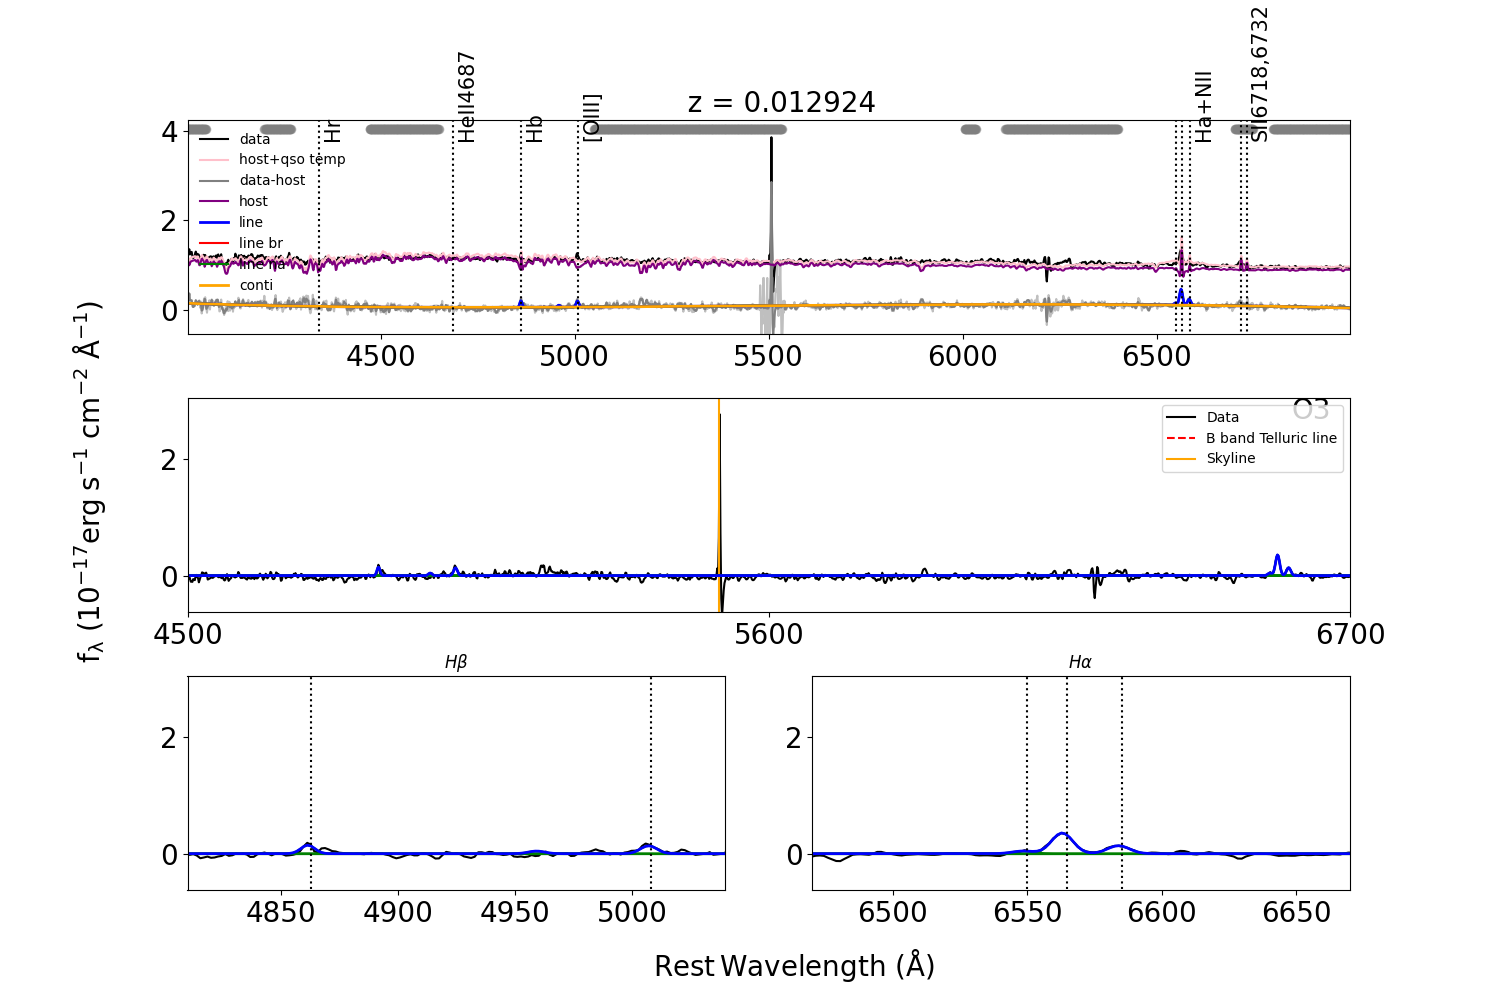 z = 0.012924
Hr
HeII4687
Hb
[OIII]
Ha+NII
SII6718,6732
data
host+qso temp
data-host
host
line
line br
line na
conti
4
2
0
4500
5000
5500
6000
6500
O3
Data
B band Telluric line
Skyline
2
0
4500
5600
6700
fλ (10⁻¹⁷erg s⁻¹ cm⁻² Å⁻¹)
Hβ
2
0
4850
4900
4950
5000
Hα
2
0
6500
6550
6600
6650
Rest Wavelength (Å)